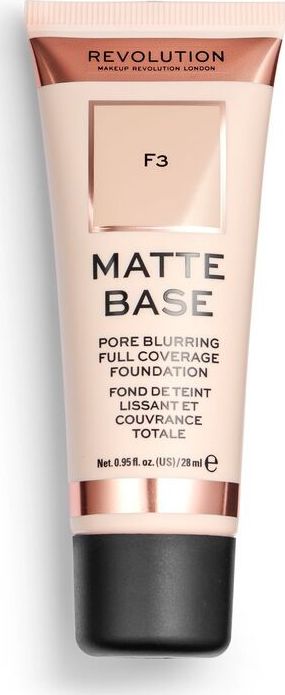 REVOLUTION
MAKEUP REVOLUTION LONDON
F3
MATTE
BASE
PORE BLURRING
FULL COVERAGE
FOUNDATION
FOND DE TEINT
LISSANT ET
COUVRANCE
TOTALE
Net. 0.95 fl. oz. (US)/28 ml ℮